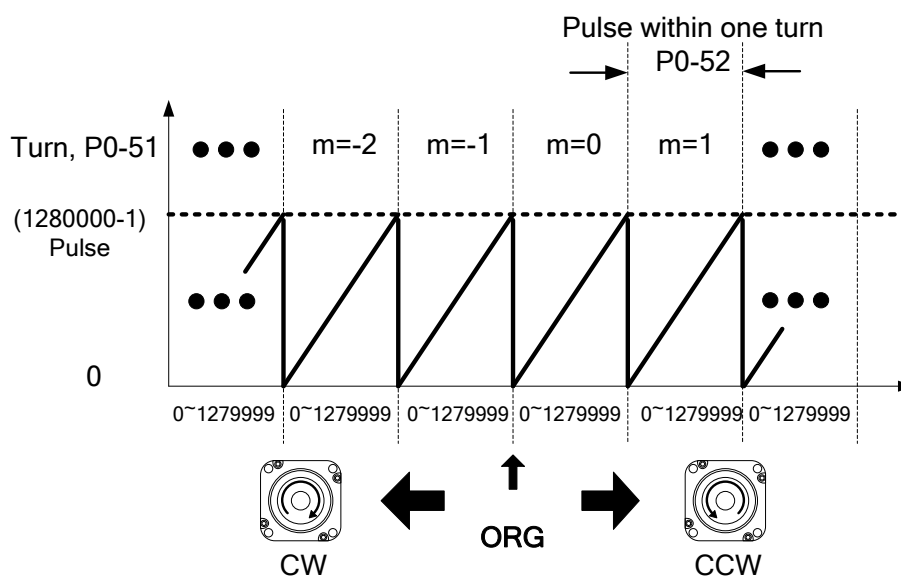 Pulse within one turn
P0-52
Turn, P0-51
m=-2
m=-1
m=0
m=1
(1280000-1)
Pulse
0
0~1279999
0~1279999
0~1279999
0~1279999
0~1279999
0~1279999
ORG
CW
CCW